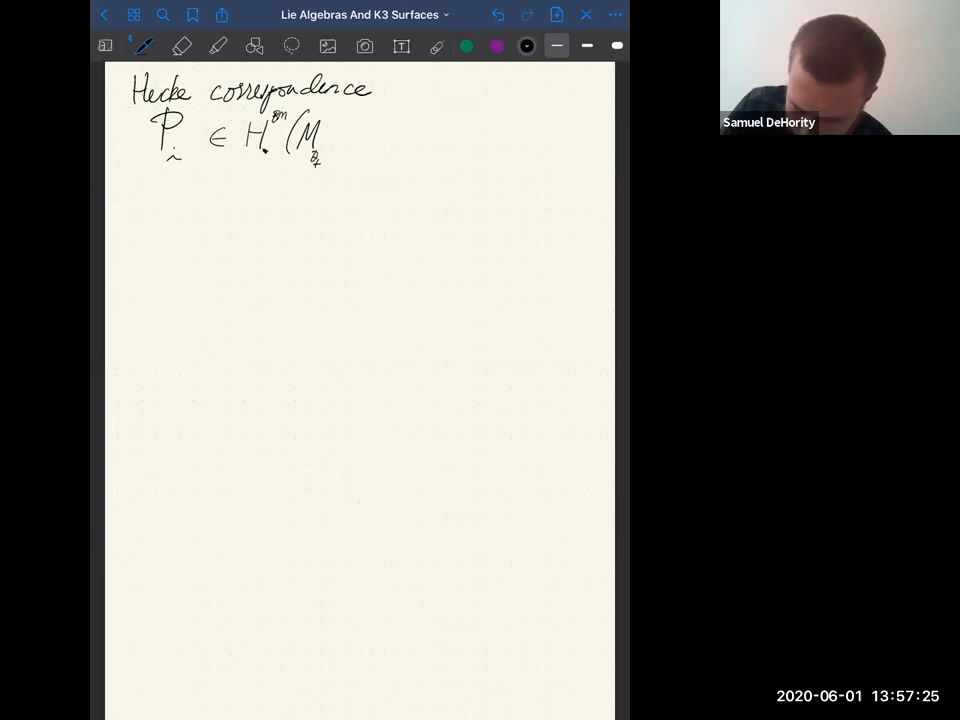 Lie Algebras And K3 Surfaces
Hecke correspondence
P_i ∈ H^{BM} (M
Samuel DeHority
2020-06-01 13:57:25